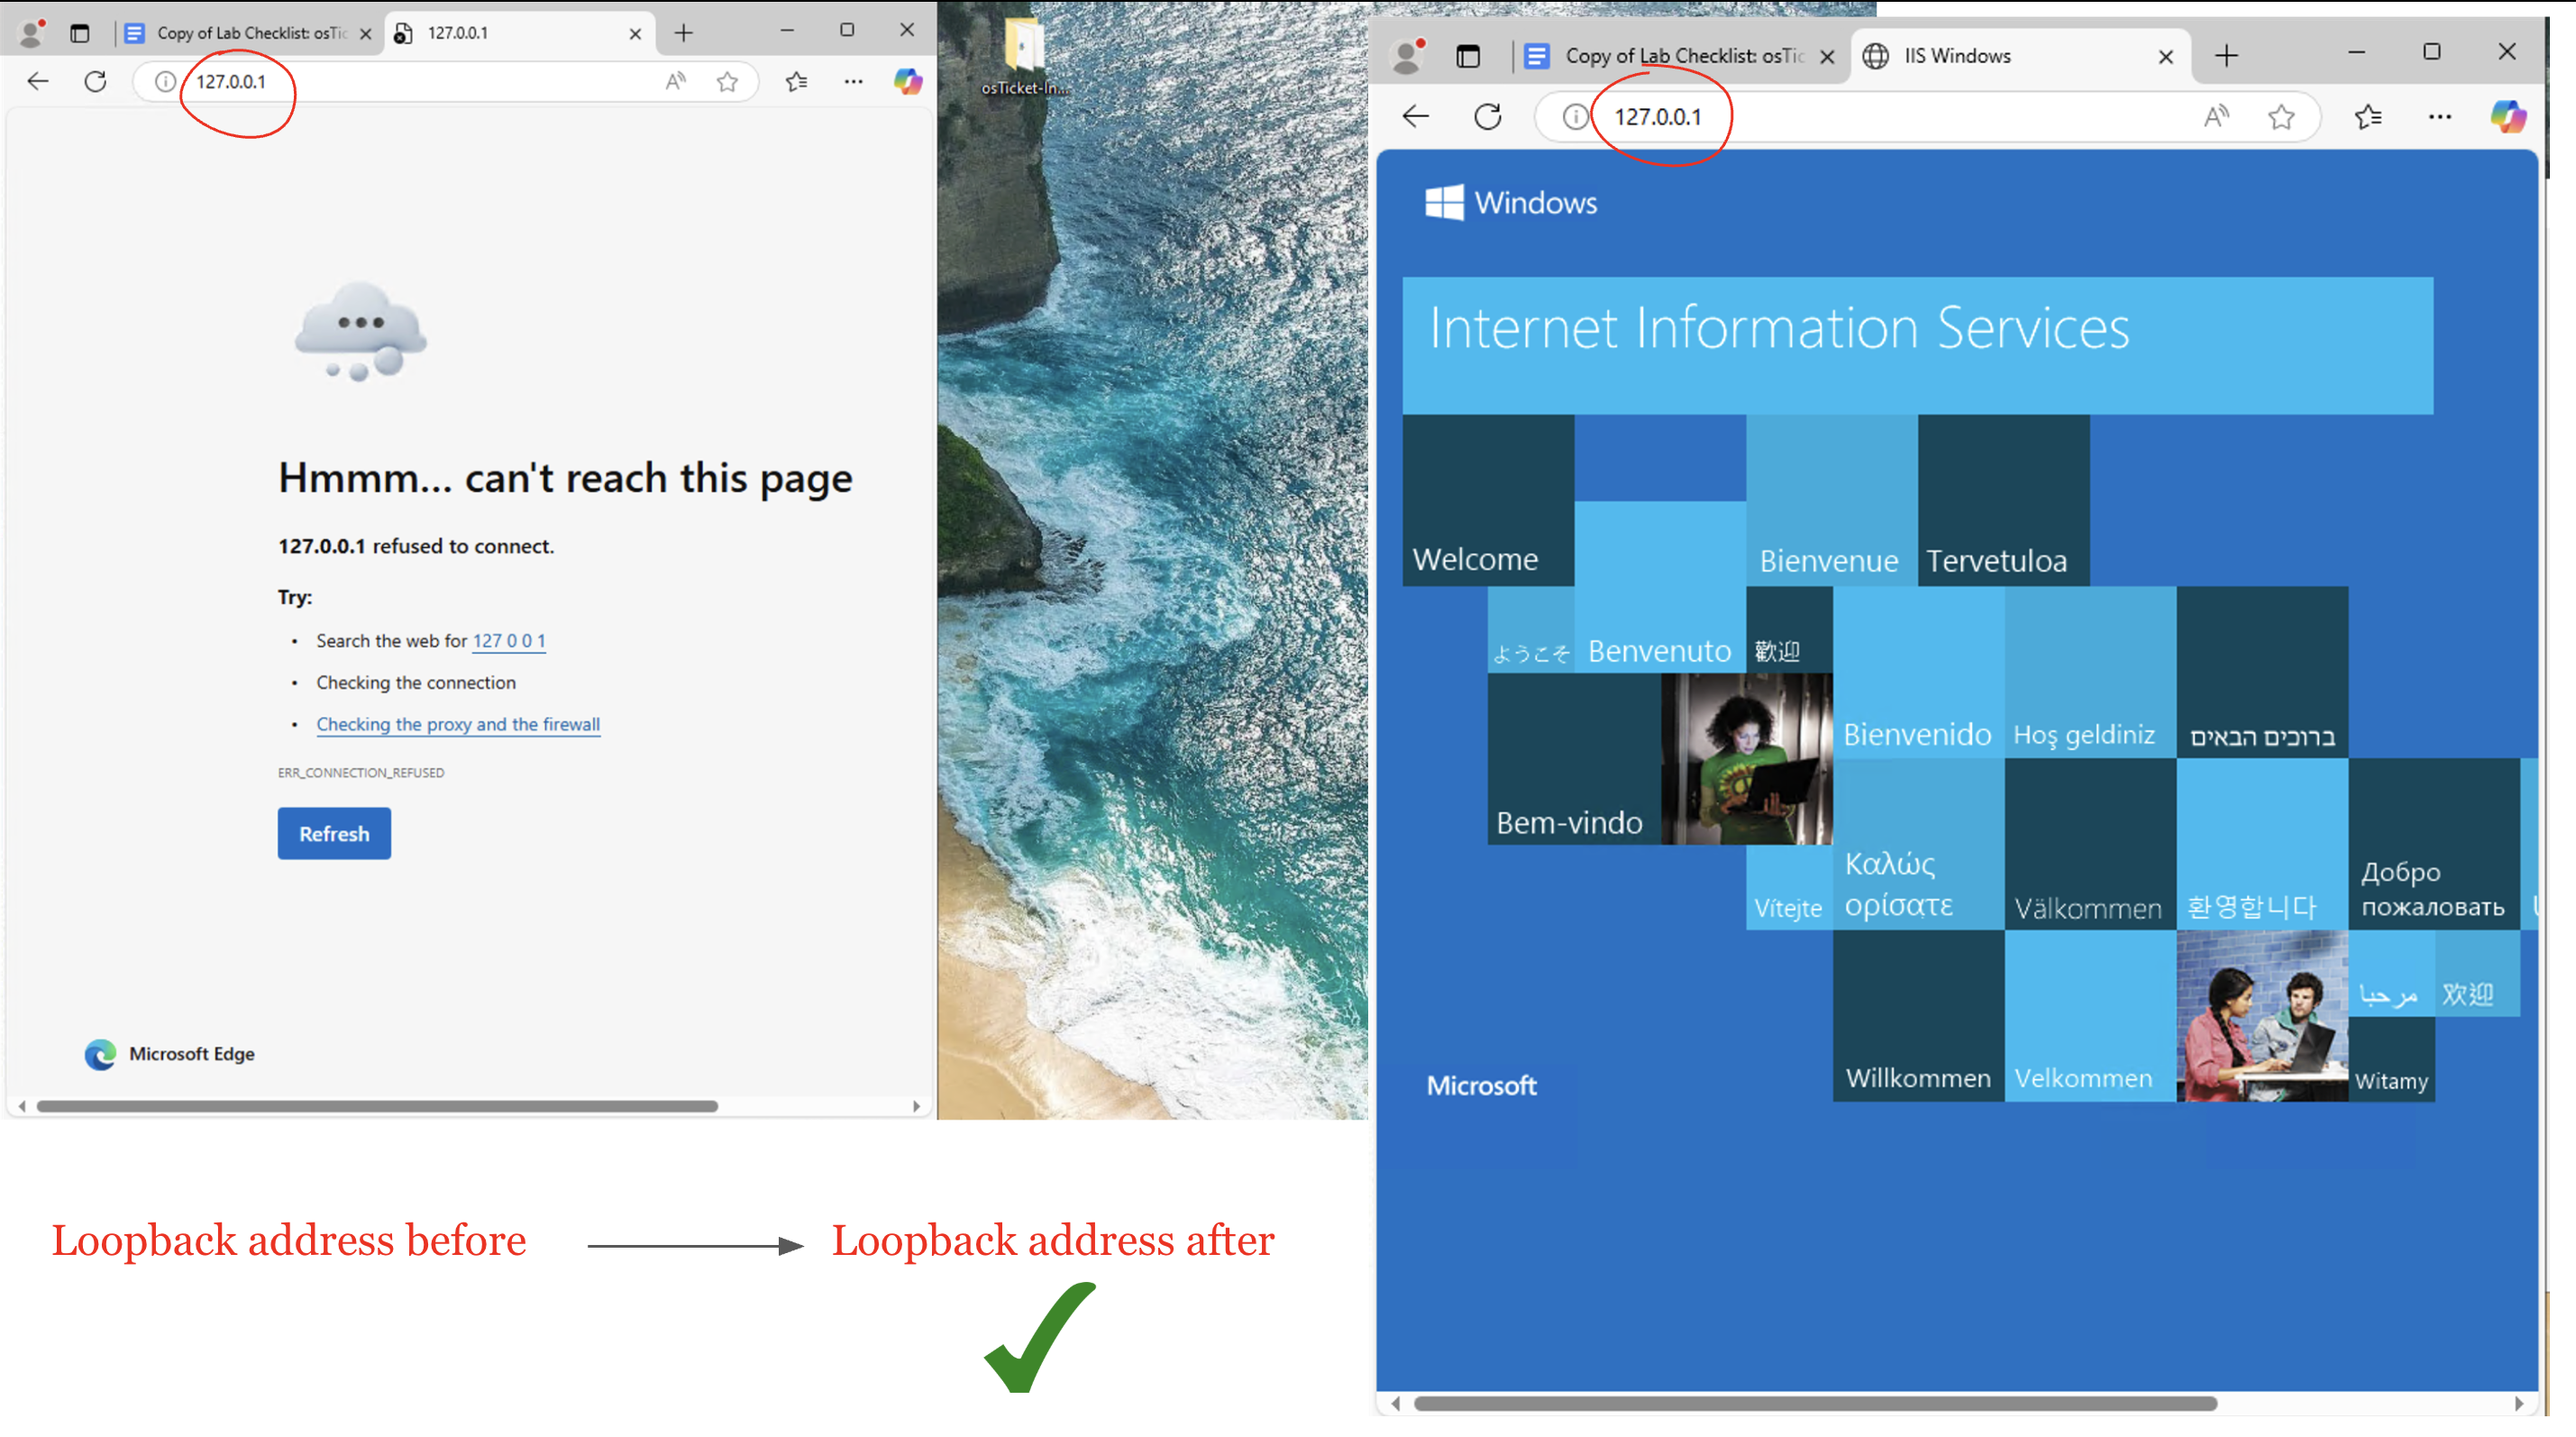 Copy of Lab Checklist: osTic
127.0.0.1
127.0.0.1
Hmmm... can't reach this page
127.0.0.1 refused to connect.
Try:
• Search the web for 127 0 0 1
• Checking the connection
• Checking the proxy and the firewall
ERR_CONNECTION_REFUSED
Refresh
Microsoft Edge
osTicket-In...
Copy of Lab Checklist: osTic
IIS Windows
127.0.0.1
Windows
Internet Information Services
Welcome
Bienvenue
Tervetuloa
ようこそ
Benvenuto
歡迎
Bienvenido
Hoş geldiniz
ברוכים הבאים
Bem-vindo
Vítejte
Καλώς
ορίσατε
Välkommen
환영합니다
Добро
пожаловать
Microsoft
Willkommen
Velkommen
مرحبا
欢迎
Witamy
Loopback address before
Loopback address after